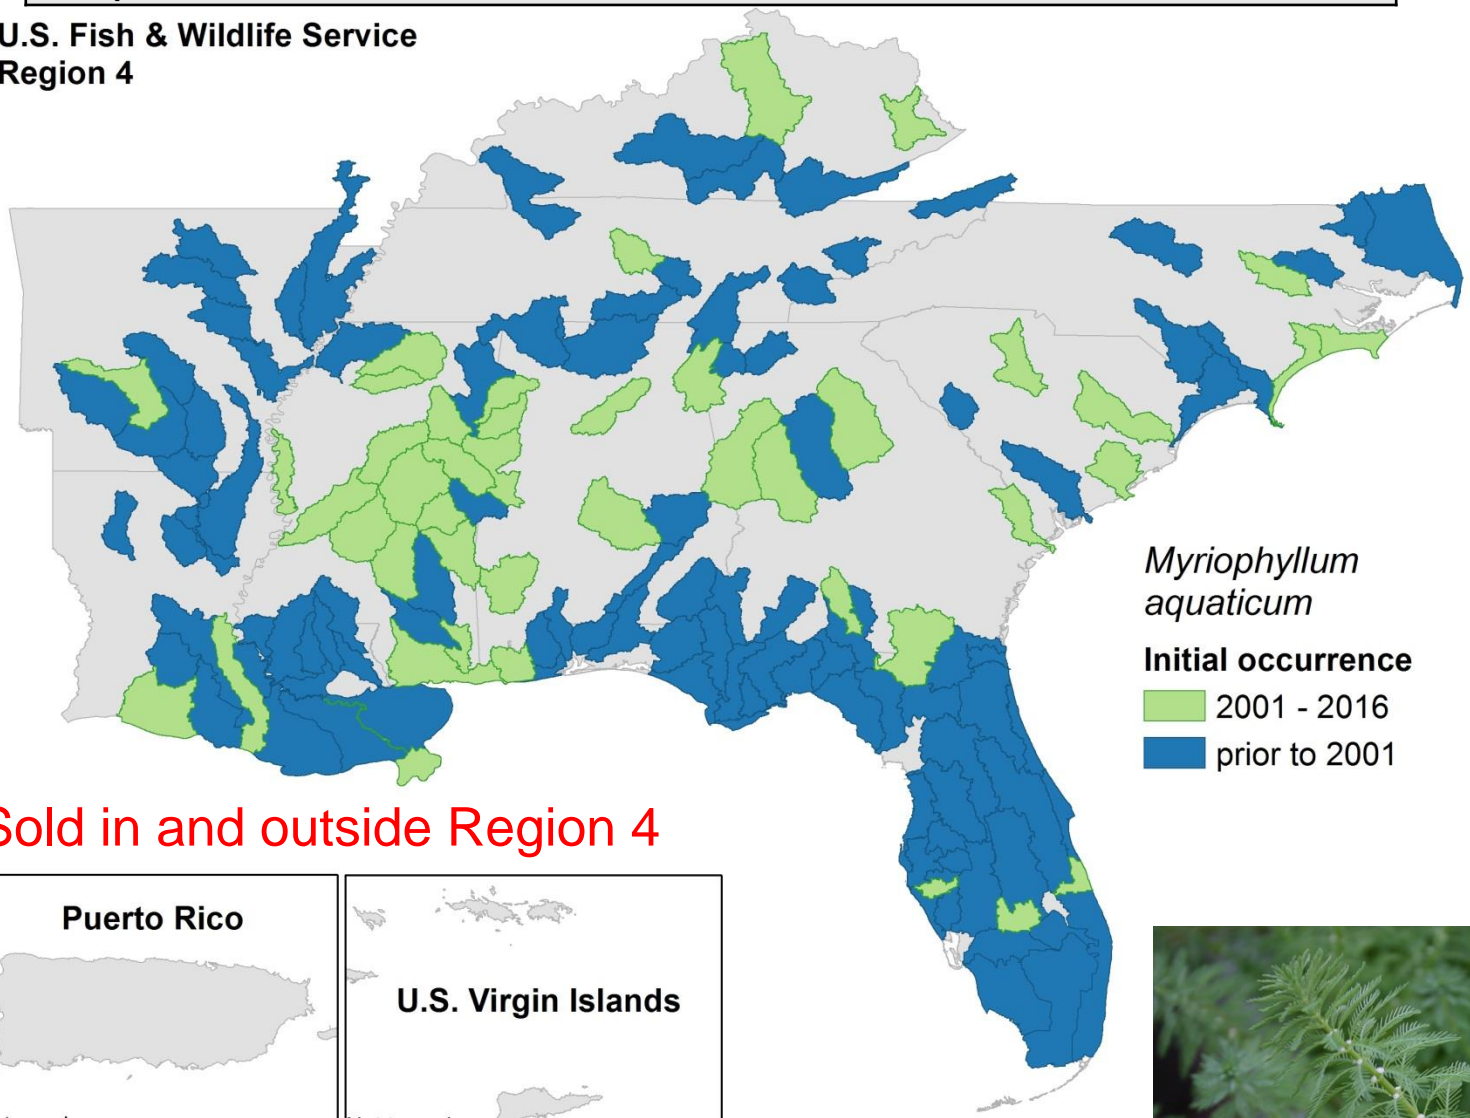 U.S. Fish & Wildlife Service
Region 4
Myriophyllum
aquaticum
Initial occurrence
2001 - 2016
prior to 2001
Sold in and outside Region 4
Puerto Rico
U.S. Virgin Islands